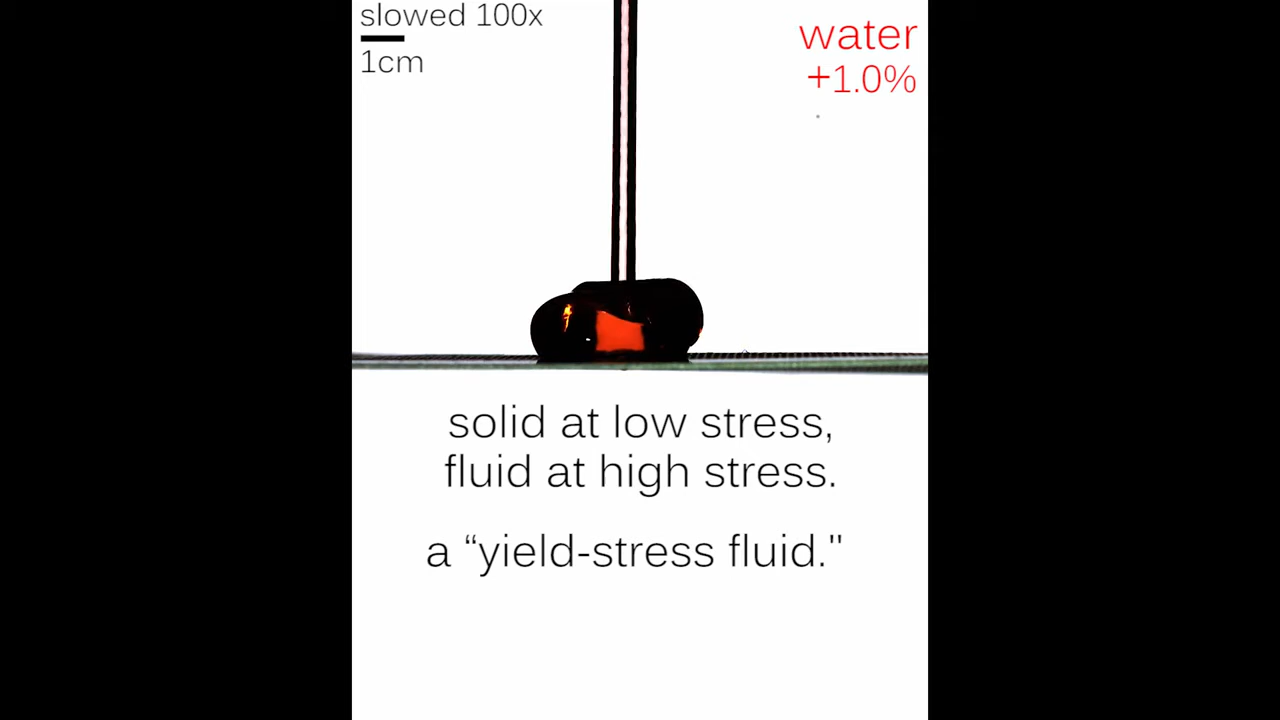 slowed 100x
1cm
water
+1.0%
solid at low stress,
fluid at high stress.
a “yield-stress fluid."